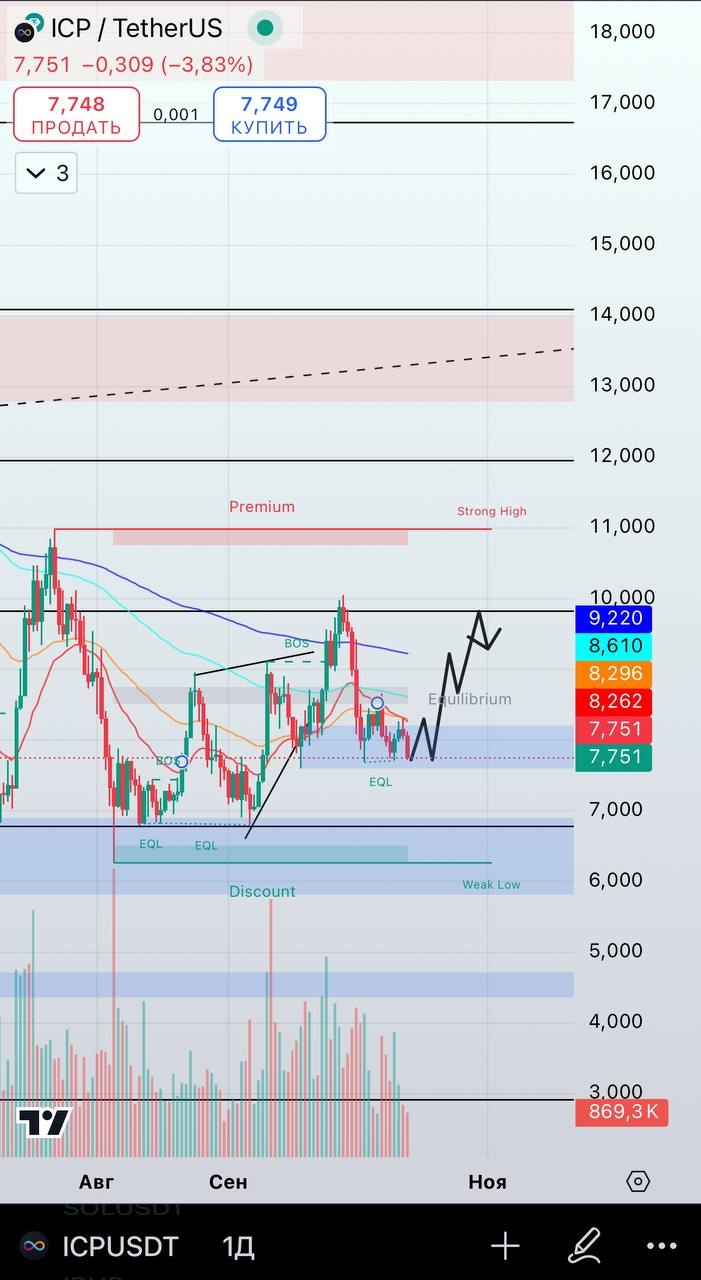 ICP / TetherUS
7,751 −0,309 (−3,83%)
7,748
ПРОДАТЬ
0,001
7,749
КУПИТЬ
3
18,000
17,000
16,000
15,000
14,000
13,000
12,000
Premium
Strong High
11,000
10,000
9,220
BOS
8,610
8,296
Equilibrium
8,262
7,751
BOS
7,751
EQL
7,000
EQL
EQL
6,000
Discount
Weak Low
5,000
4,000
3,000
869,3 K
Авг
Сен
Ноя
SOLUSDT
ICPUSDT
1Д